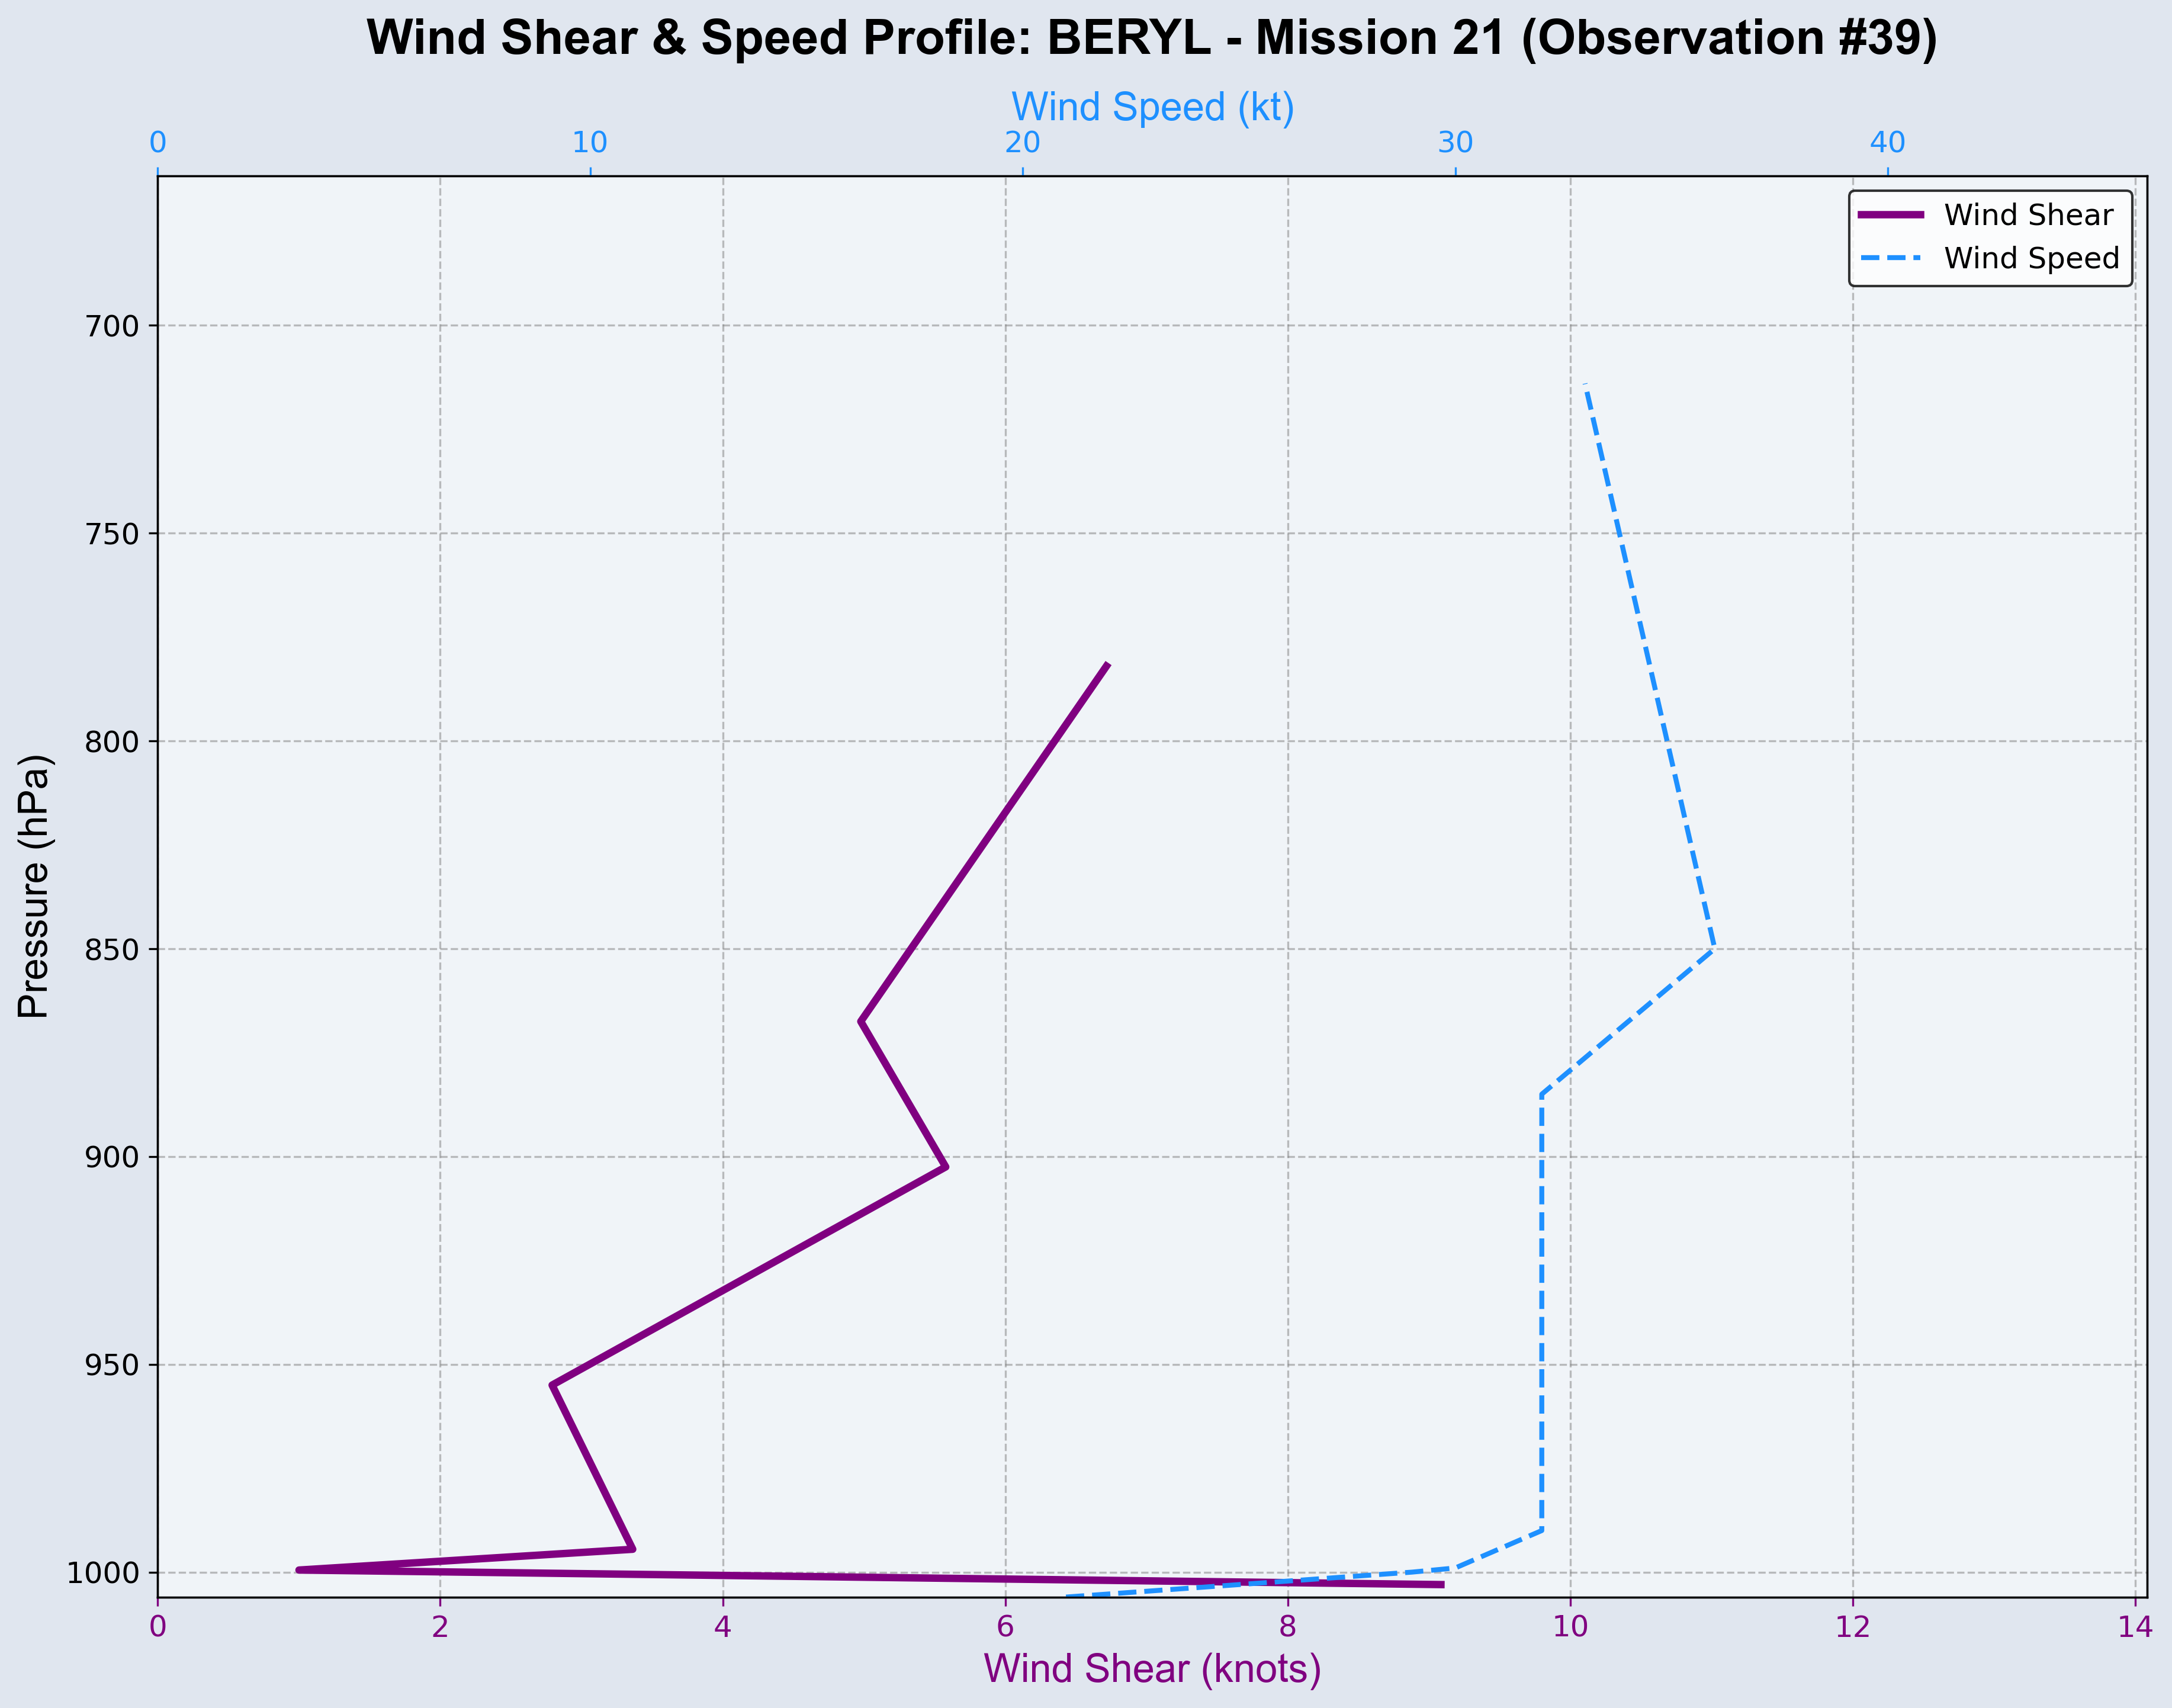 Wind Shear & Speed Profile: BERYL - Mission 21 (Observation #39)
Wind Speed (kt)
0 10 20 30 40
Wind Shear
Wind Speed
700
750
800
850
900
950
1000
Pressure (hPa)
0 2 4 6 8 10 12 14
Wind Shear (knots)